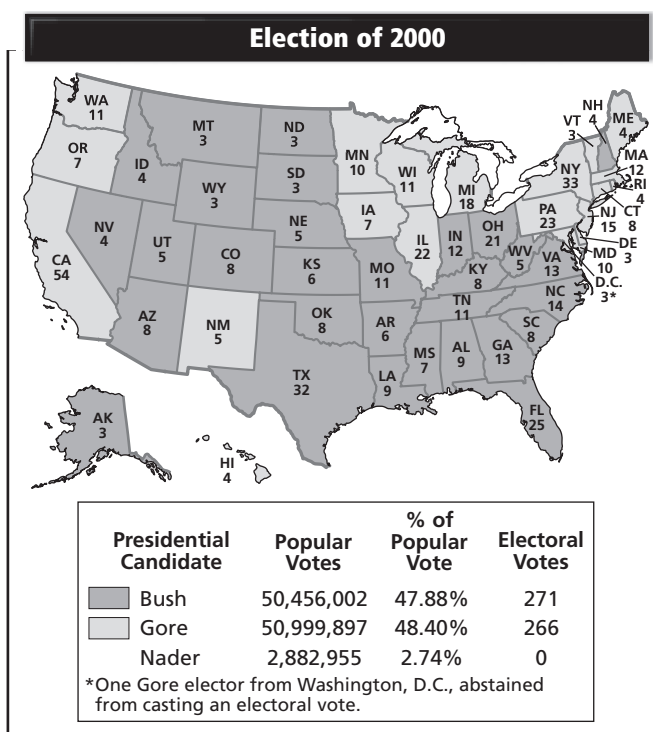 Election of 2000
WA
11
OR
7
CA
54
NV
4
ID
4
MT
3
WY
3
UT
5
AZ
8
CO
8
NM
5
ND
3
SD
3
NE
5
KS
6
OK
8
TX
32
MN
10
IA
7
MO
11
AR
6
LA
9
WI
11
IL
22
MI
18
IN
12
OH
21
KY
8
TN
11
MS
7
AL
9
GA
13
FL
25
SC
8
NC
14
VA
13
WV
5
PA
23
NY
33
VT
3
NH
4
ME
4
MA
12
RI
4
CT
8
NJ
15
DE
3
MD
10
D.C.
3*
AK
3
HI
4
Presidential
Candidate
Popular
Votes
% of
Popular
Vote
Electoral
Votes
Bush 50,456,002 47.88% 271
Gore 50,999,897 48.40% 266
Nader 2,882,955 2.74% 0
*One Gore elector from Washington, D.C., abstained
from casting an electoral vote.